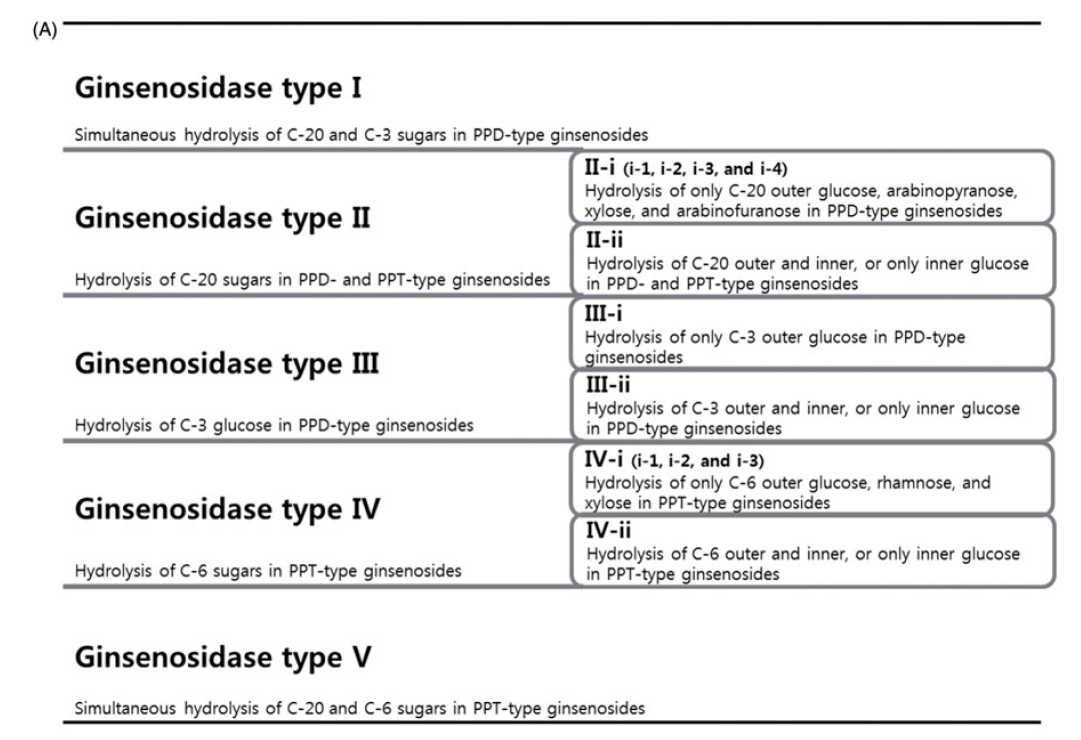 (A)
Ginsenosidase type I
Simultaneous hydrolysis of C-20 and C-3 sugars in PPD-type ginsenosides
Ginsenosidase type II
Hydrolysis of C-20 sugars in PPD- and PPT-type ginsenosides
II-i (i-1, i-2, i-3, and i-4)
Hydrolysis of only C-20 outer glucose, arabinopyranose,
xylose, and arabinofuranose in PPD-type ginsenosides
II-ii
Hydrolysis of C-20 outer and inner, or only inner glucose
in PPD- and PPT-type ginsenosides
Ginsenosidase type III
Hydrolysis of C-3 glucose in PPD-type ginsenosides
III-i
Hydrolysis of only C-3 outer glucose in PPD-type
ginsenosides
III-ii
Hydrolysis of C-3 outer and inner, or only inner glucose
in PPD-type ginsenosides
Ginsenosidase type IV
Hydrolysis of C-6 sugars in PPT-type ginsenosides
IV-i (i-1, i-2, and i-3)
Hydrolysis of only C-6 outer glucose, rhamnose, and
xylose in PPT-type ginsenosides
IV-ii
Hydrolysis of C-6 outer and inner, or only inner glucose
in PPT-type ginsenosides
Ginsenosidase type V
Simultaneous hydrolysis of C-20 and C-6 sugars in PPT-type ginsenosides